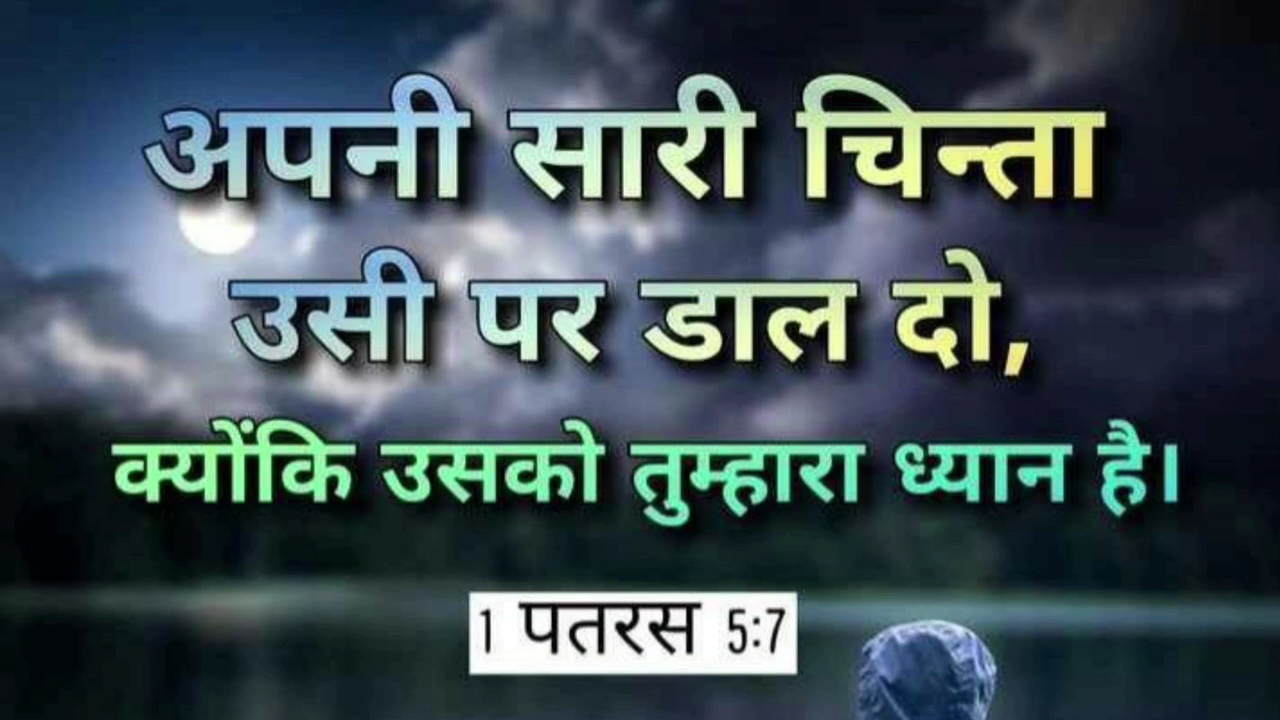 अपनी सारी चिन्ता
उसी पर डाल दो,
क्योंकि उसको तुम्हारा ध्यान है।
1 पतरस 5:7